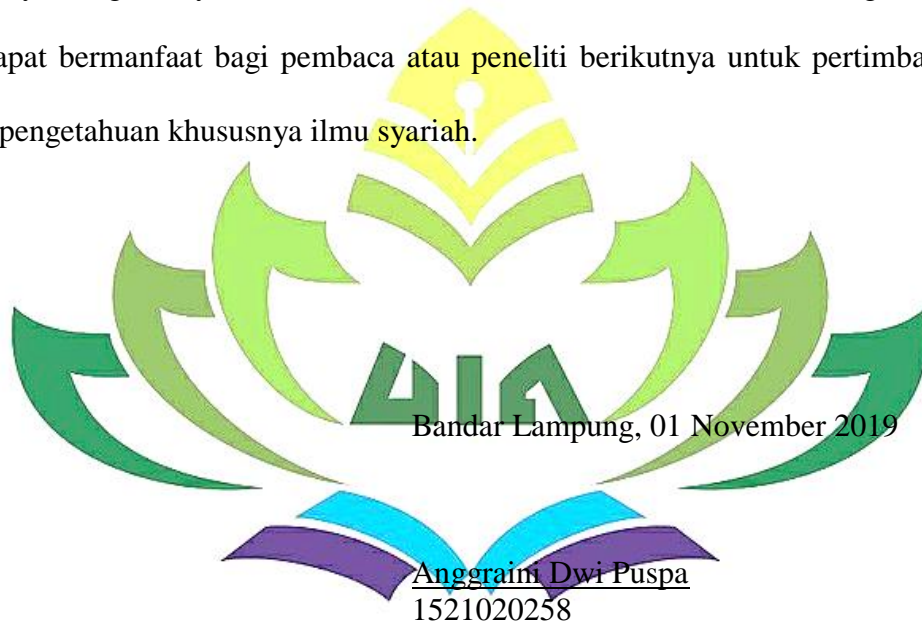 apat bermanfaat bagi pembaca atau peneliti berikutnya untuk pertimba
pengetahuan khususnya ilmu syariah.
UIN
Bandar Lampung, 01 November 2019
Anggraini Dwi Puspa
1521020258